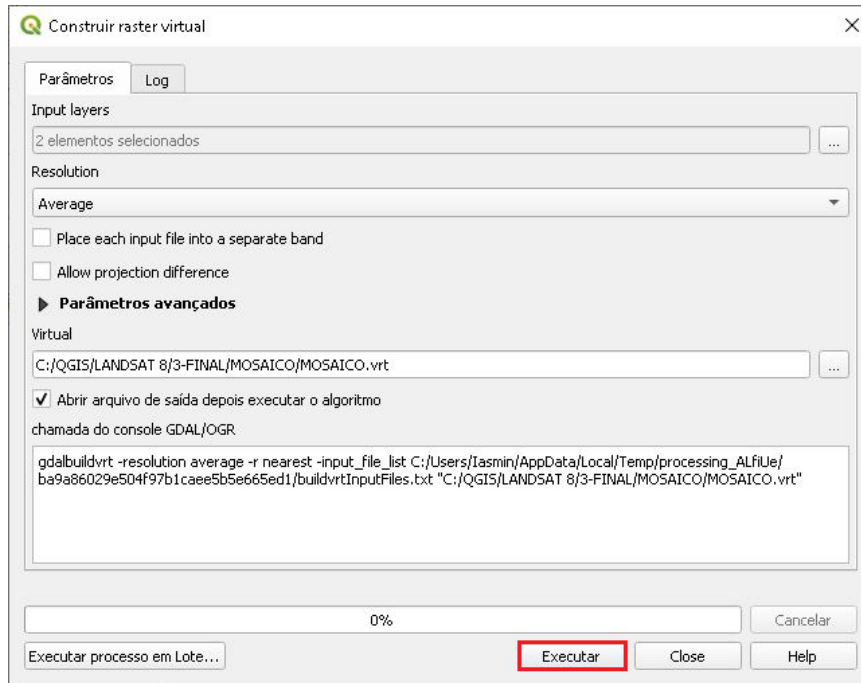 Construir raster virtual
Parâmetros
Log
Input layers
2 elementos selecionados
...
Resolution
Average
Place each input file into a separate band
Allow projection difference
Parâmetros avançados
Virtual
C:/QGIS/LANDSAT 8/3-FINAL/MOSAICO/MOSAICO.vrt
...
Abrir arquivo de saída depois executar o algoritmo
chamada do console GDAL/OGR
gdalbuildvrt -resolution average -r nearest -input_file_list C:/Users/Iasmin/AppData/Local/Temp/processing_ALfiUe/
ba9a86029e504f97b1caee5b5e665ed1/buildvrtInputFiles.txt "C:/QGIS/LANDSAT 8/3-FINAL/MOSAICO/MOSAICO.vrt"
0%
Cancelar
Executar processo em Lote...
Executar
Close
Help